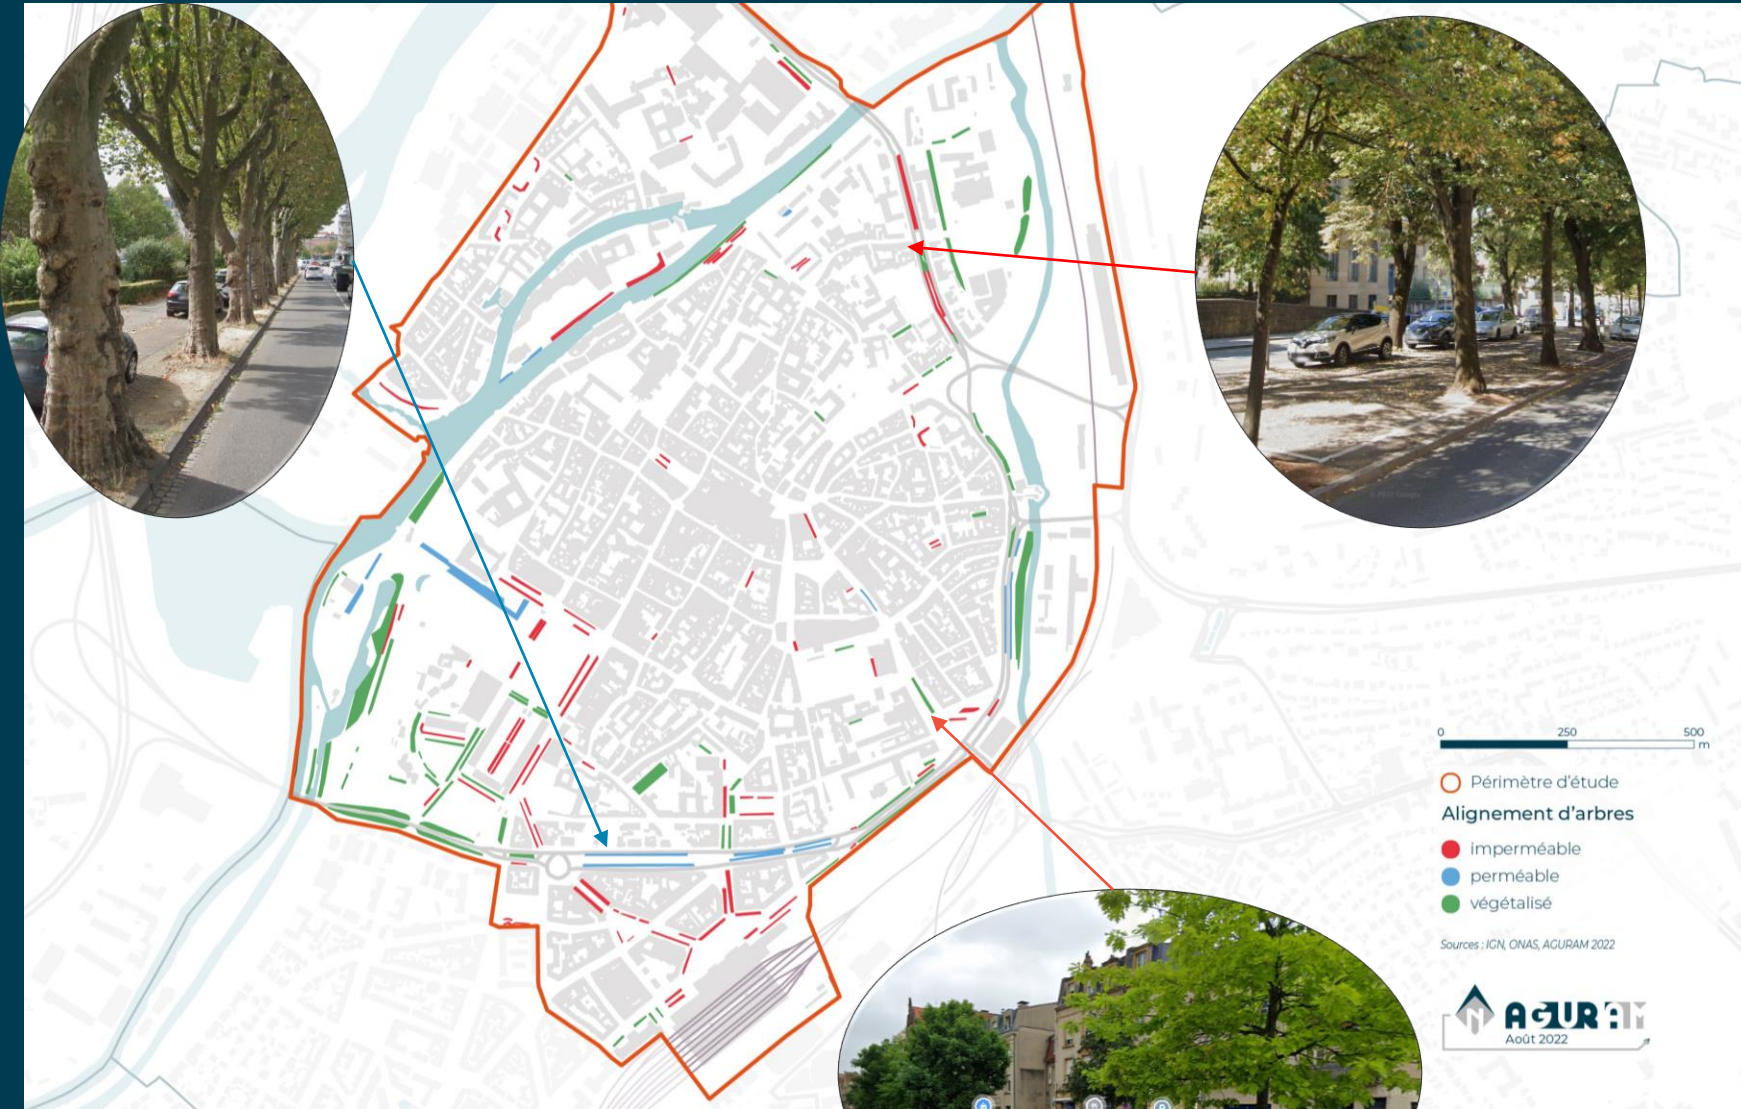 0 250 500
m
Périmètre d'étude
Alignement d'arbres
imperméable
perméable
végétalisé
Sources : IGN, ONAS, AGURAM 2022
N
AGURAM
Août 2022